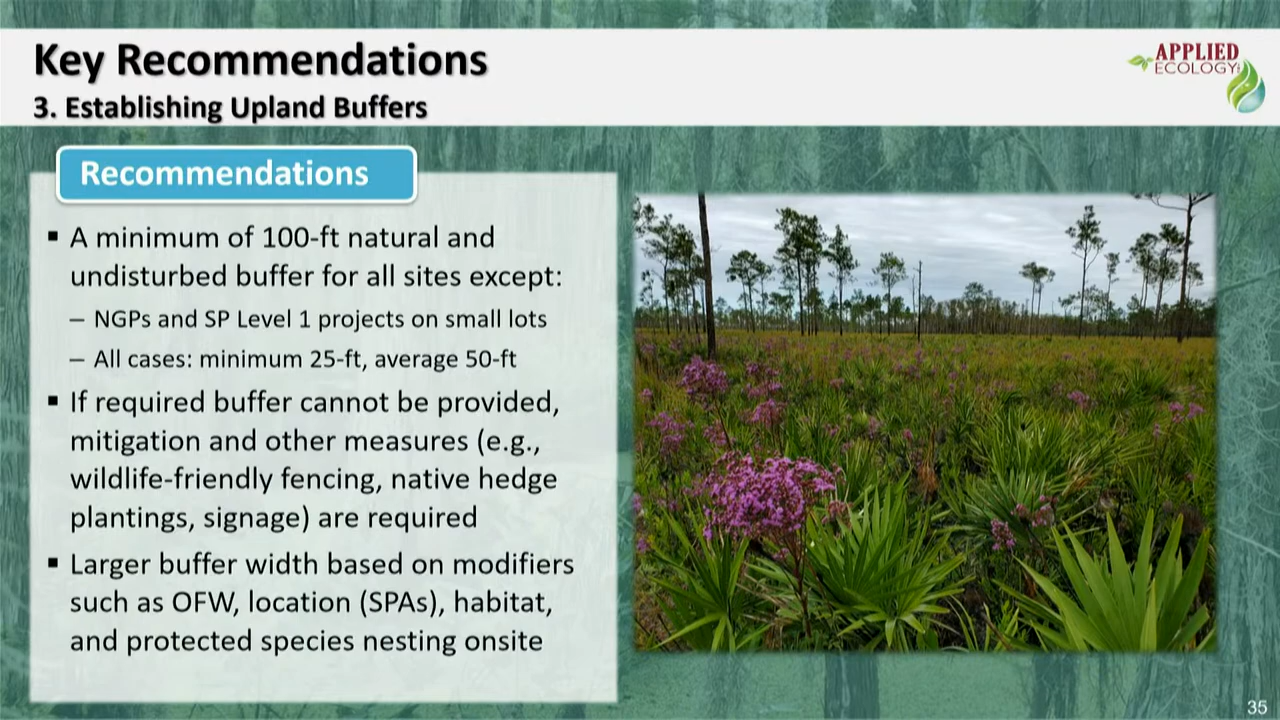 Key Recommendations
3. Establishing Upland Buffers
APPLIED
ECOLOGY
Recommendations
▪ A minimum of 100-ft natural and
undisturbed buffer for all sites except:
– NGPs and SP Level 1 projects on small lots
– All cases: minimum 25-ft, average 50-ft
▪ If required buffer cannot be provided,
mitigation and other measures (e.g.,
wildlife-friendly fencing, native hedge
plantings, signage) are required
▪ Larger buffer width based on modifiers
such as OFW, location (SPAs), habitat,
and protected species nesting onsite
35